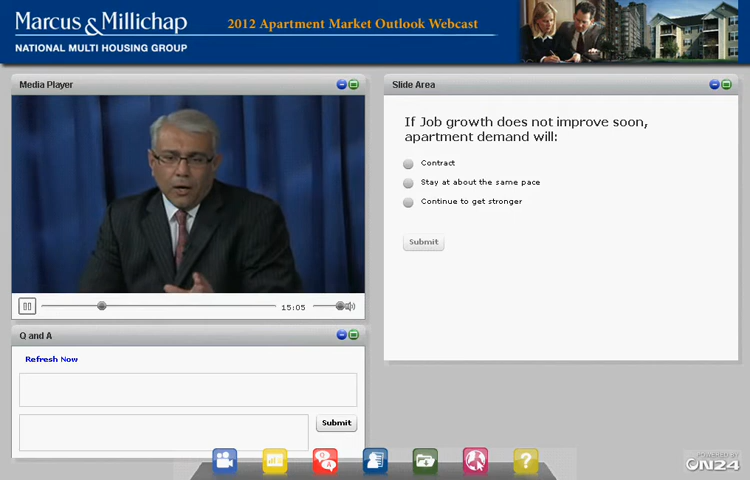 Marcus & Millichap
NATIONAL MULTI HOUSING GROUP
2012 Apartment Market Outlook Webcast
Media Player
15:05
Q and A
Refresh Now
Submit
Slide Area
If Job growth does not improve soon,
apartment demand will:
Contract
Stay at about the same pace
Continue to get stronger
Submit
Q
A
?
POWERED BY
ON24